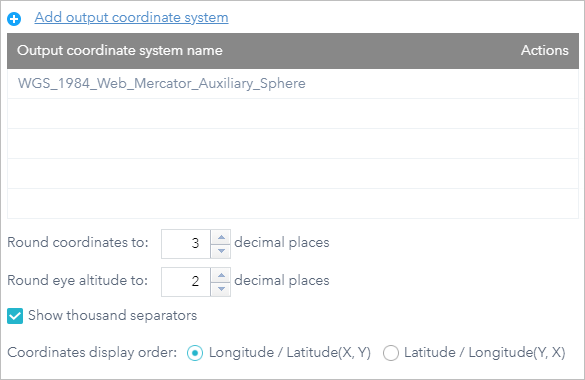 Add output coordinate system
Output coordinate system name Actions
WGS_1984_Web_Mercator_Auxiliary_Sphere
Round coordinates to: 3 decimal places
Round eye altitude to: 2 decimal places
Show thousand separators
Coordinates display order: Longitude / Latitude(X, Y) Latitude / Longitude(Y, X)